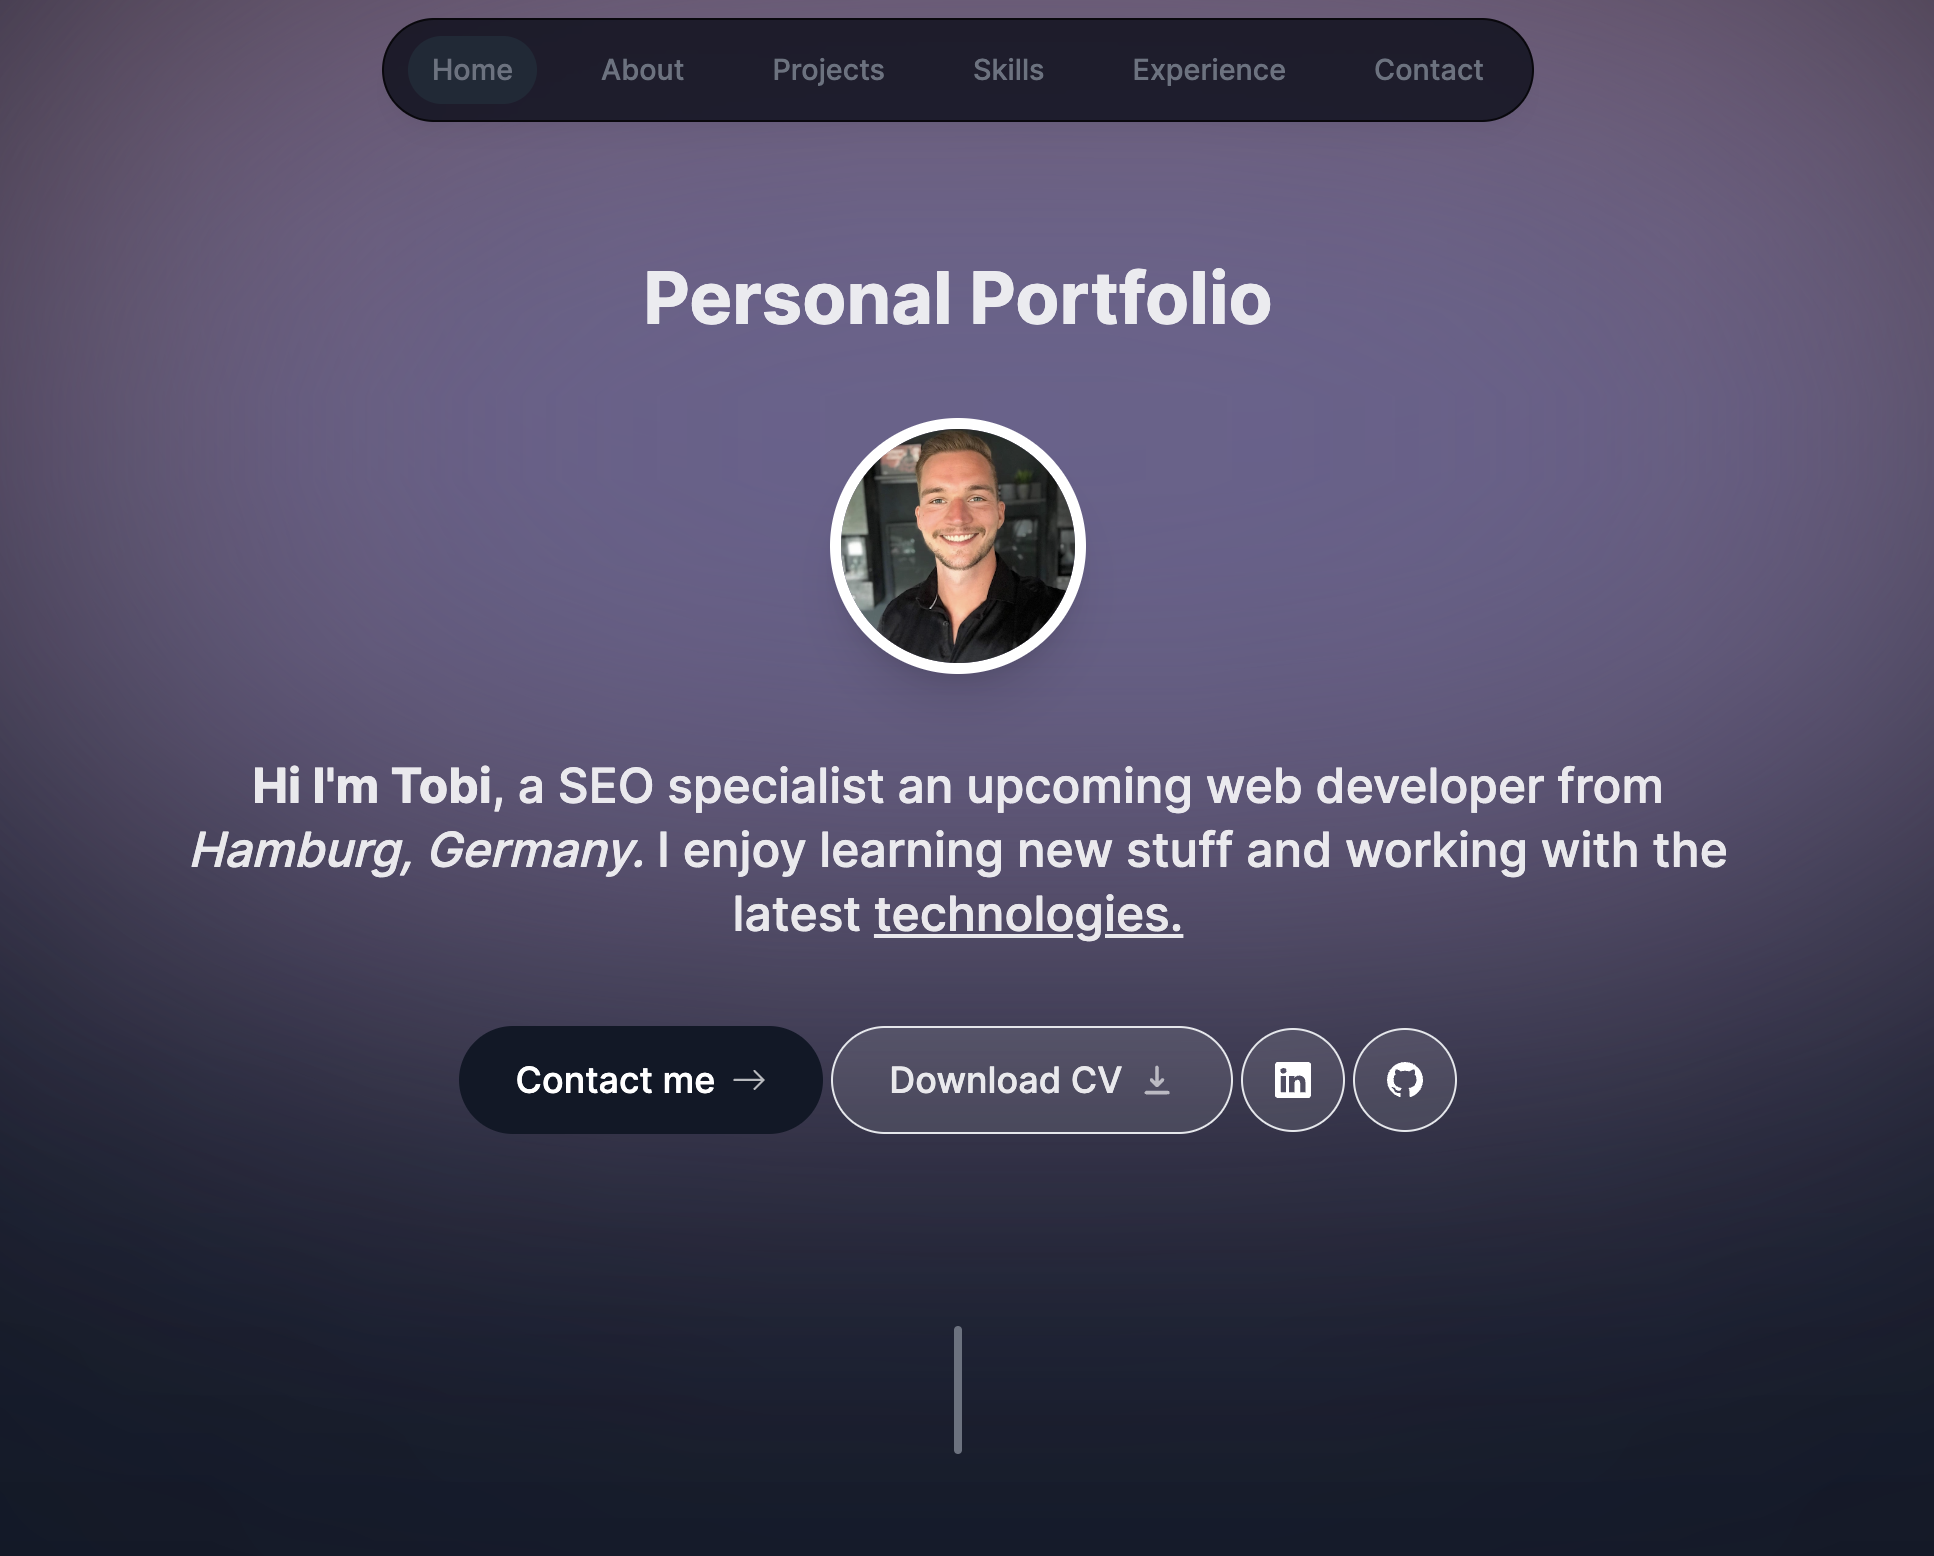 Home About Projects Skills Experience Contact
Personal Portfolio
Hi I'm Tobi, a SEO specialist an upcoming web developer from
Hamburg, Germany. I enjoy learning new stuff and working with the
latest technologies.
Contact me Download CV in